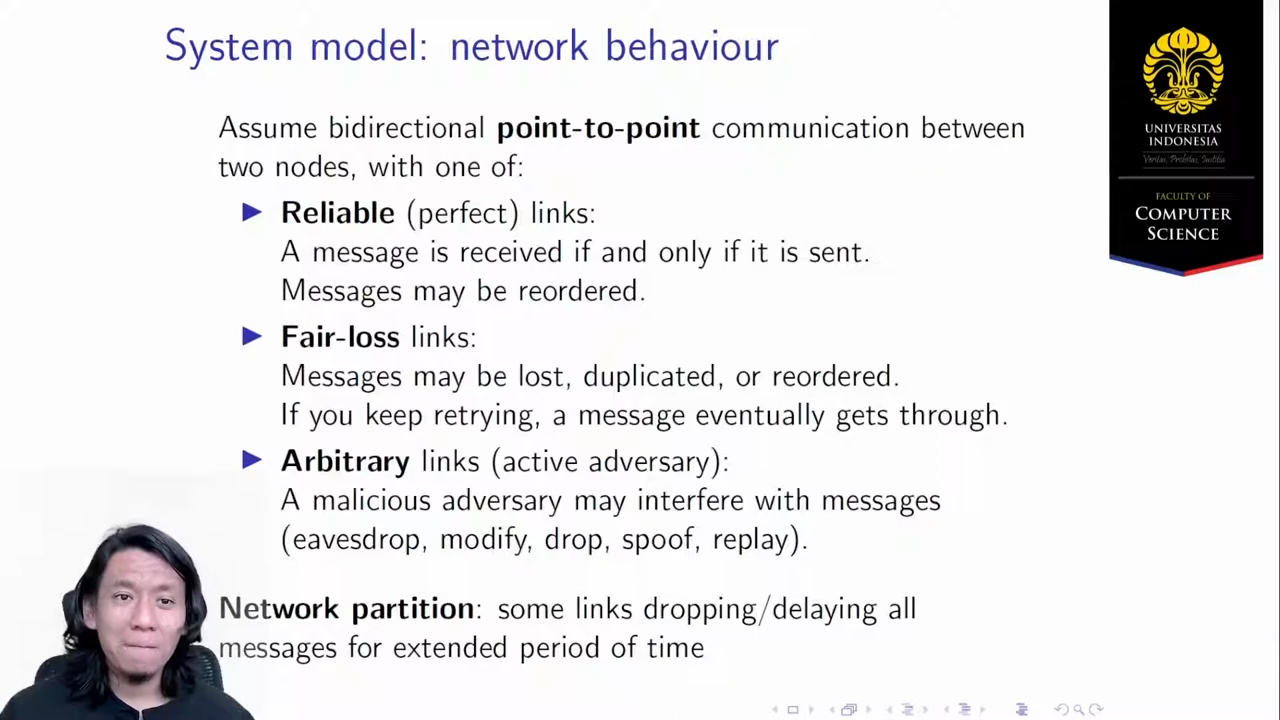 System model: network behaviour
Assume bidirectional point-to-point communication between
two nodes, with one of:
Reliable (perfect) links:
A message is received if and only if it is sent.
Messages may be reordered.
Fair-loss links:
Messages may be lost, duplicated, or reordered.
If you keep retrying, a message eventually gets through.
Arbitrary links (active adversary):
A malicious adversary may interfere with messages
(eavesdrop, modify, drop, spoof, replay).
Network partition: some links dropping/delaying all
messages for extended period of time
UNIVERSITAS
INDONESIA
Veritas, Probitas, Iustitia
FACULTY OF
COMPUTER
SCIENCE